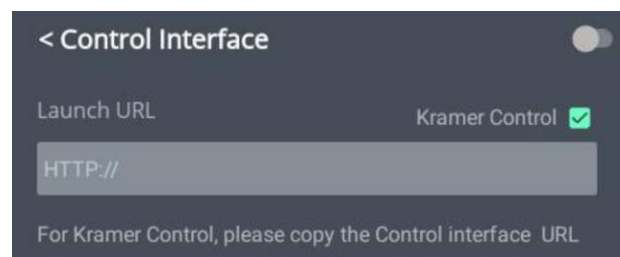 < Control Interface
Launch URL
Kramer Control
HTTP://
For Kramer Control, please copy the Control interface URL